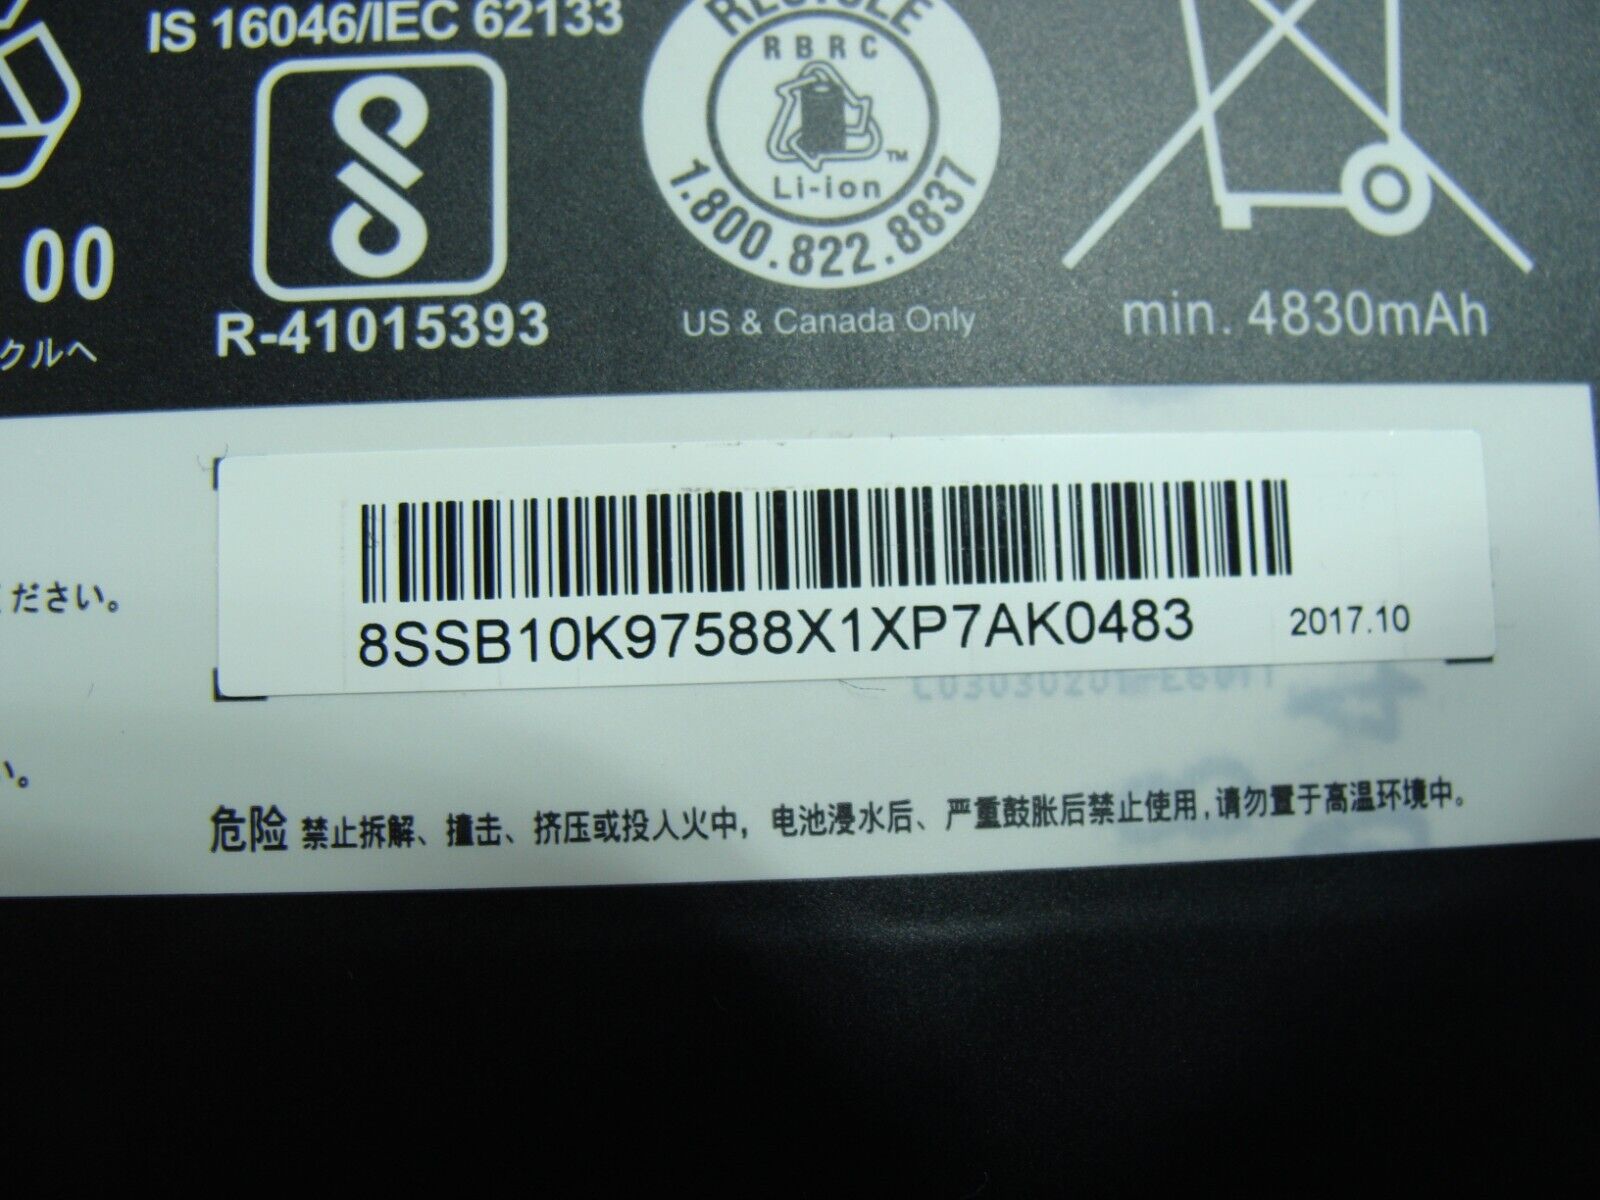 IS 16046/IEC 62133
RECYCLE
RBRC
Li-ion
TM
1.800.822.8837
00
R-41015393
US & Canada Only
min. 4830mAh
クルへ
ください。
8SSB10K97588X1XP7AK0483
2017.10
い。
危险 禁止拆解、撞击、挤压或投入火中，电池浸水后、严重鼓胀后禁止使用,请勿置于高温环境中。